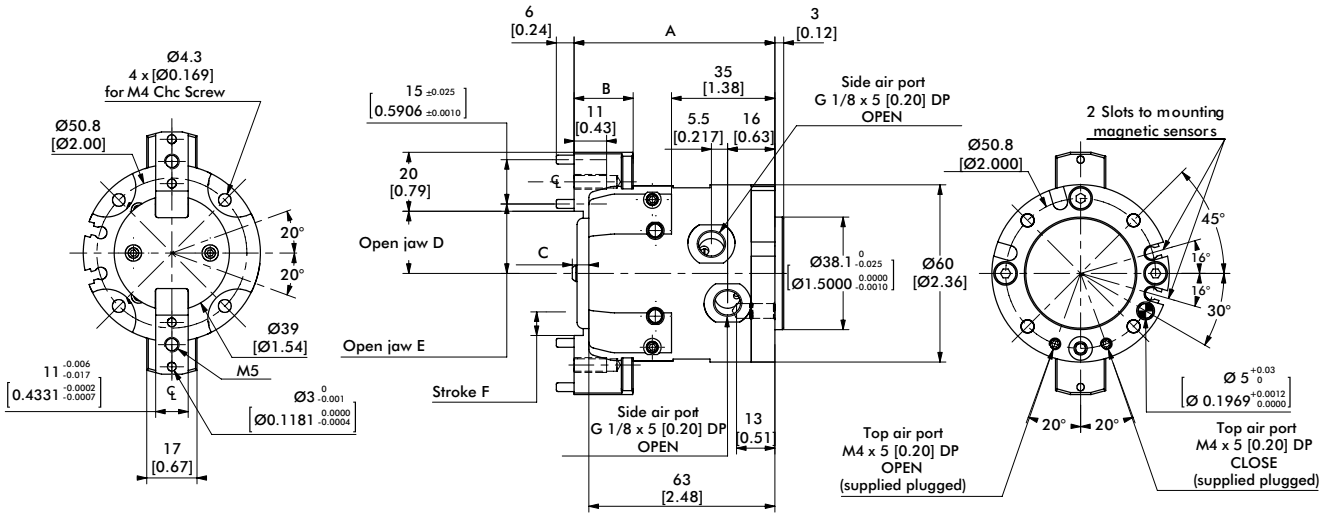 Ø4.3
4 x [Ø0.169]
for M4 Chc Screw
Ø50.8
[Ø2.00]
20°
20°
Ø39
[Ø1.54]
M5
11 -0.006 -0.017
[0.4331 -0.0002 -0.0007]
℄
Ø3 0 -0.001
[Ø0.1181 0.0000 -0.0004]
17
[0.67]
6
[0.24]
A
3
[0.12]
15 ±0.025
[0.5906 ±0.0010]
B
11
[0.43]
35
[1.38]
5.5
[0.217]
16
[0.63]
Side air port
G 1/8 x 5 [0.20] DP
OPEN
20
[0.79]
℄
Open jaw D
C
Open jaw E
Stroke F
Ø38.1 0 -0.025
[Ø1.5000 0.0000 -0.0010]
Ø60
[Ø2.36]
Side air port
G 1/8 x 5 [0.20] DP
OPEN
13
[0.51]
63
[2.48]
2 Slots to mounting
magnetic sensors
Ø50.8
[Ø2.000]
45°
16°
16°
30°
Ø 5 +0.03 0
[Ø 0.1969 +0.0012 0.0000]
20°
20°
Top air port
M4 x 5 [0.20] DP
OPEN
(supplied plugged)
Top air port
M4 x 5 [0.20] DP
CLOSE
(supplied plugged)